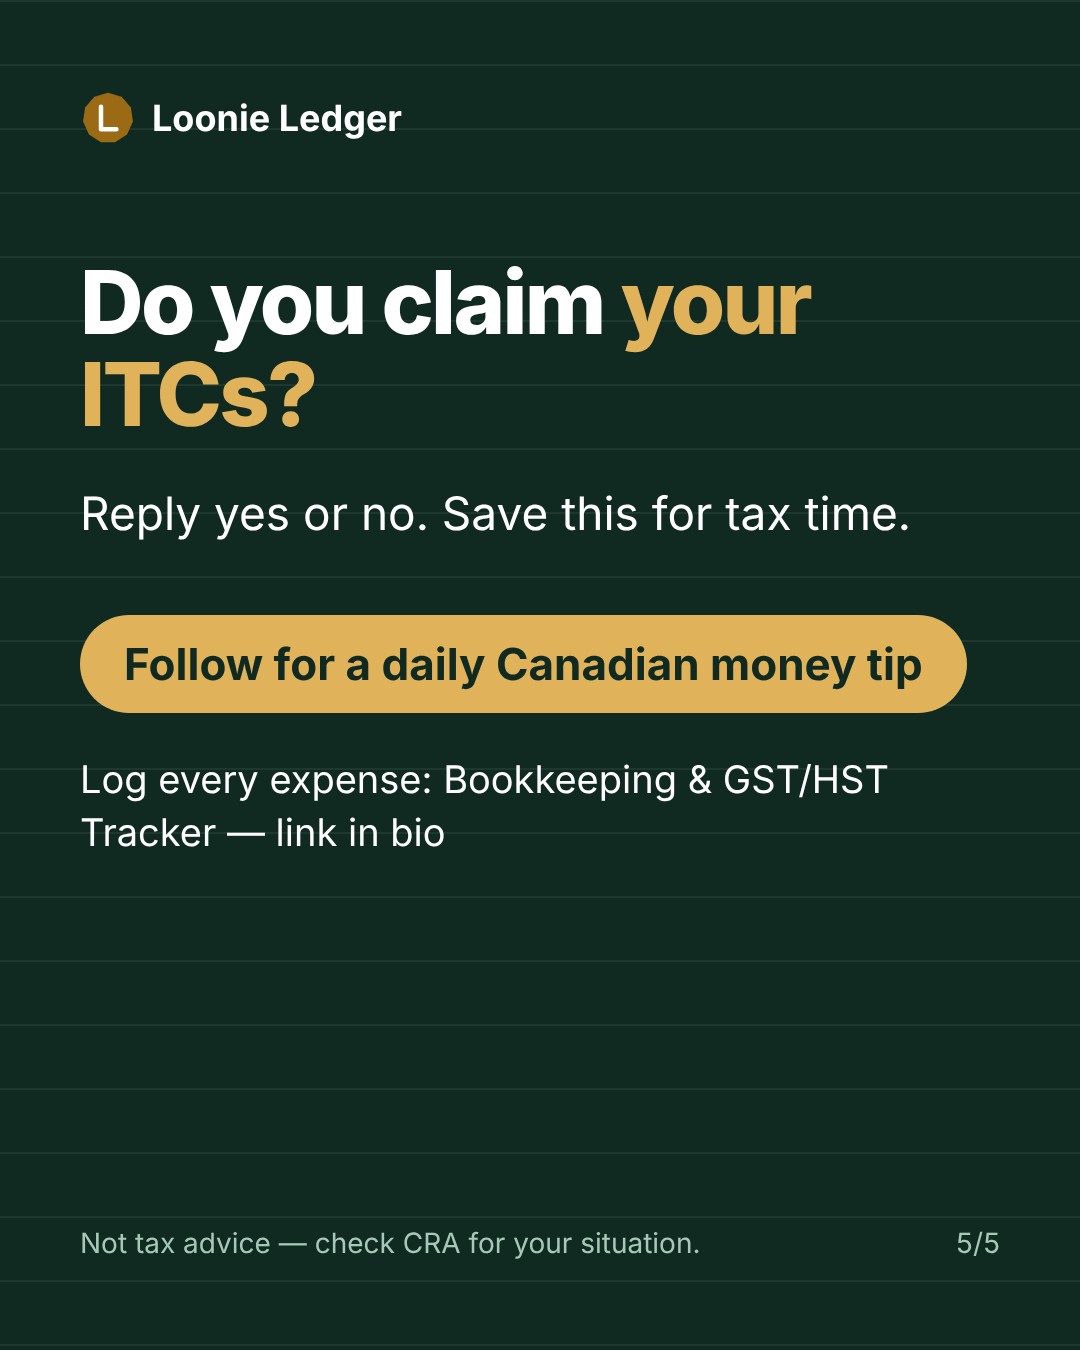 L Loonie Ledger
Do you claim your
ITCs?
Reply yes or no. Save this for tax time.
Follow for a daily Canadian money tip
Log every expense: Bookkeeping & GST/HST
Tracker — link in bio
Not tax advice — check CRA for your situation. 5/5